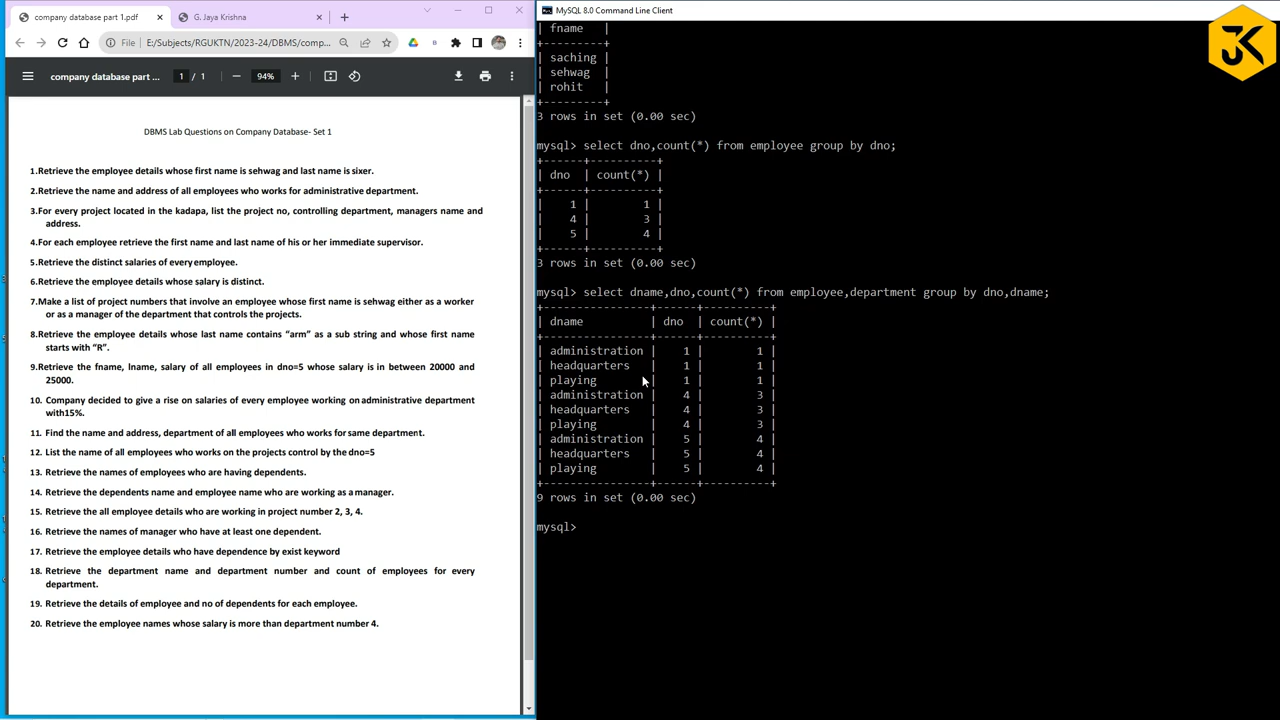 company database part 1.pdf
G. Jaya Krishna
File
E:/Subjects/RGUKTN/2023-24/DBMS/comp...
company database part ...
1 / 1
94%
DBMS Lab Questions on Company Database- Set 1
1.Retrieve the employee details whose first name is sehwag and last name is sixer.
2.Retrieve the name and address of all employees who works for administrative department.
3.For every project located in the kadapa, list the project no, controlling department, managers name and
address.
4.For each employee retrieve the first name and last name of his or her immediate supervisor.
5.Retrieve the distinct salaries of every employee.
6.Retrieve the employee details whose salary is distinct.
7.Make a list of project numbers that involve an employee whose first name is sehwag either as a worker
or as a manager of the department that controls the projects.
8.Retrieve the employee details whose last name contains “arm” as a sub string and whose first name
starts with “R”.
9.Retrieve the fname, lname, salary of all employees in dno=5 whose salary is in between 20000 and
25000.
10. Company decided to give a rise on salaries of every employee working on administrative department
with15%.
11. Find the name and address, department of all employees who works for same department.
12. List the name of all employees who works on the projects control by the dno=5
13. Retrieve the names of employees who are having dependents.
14. Retrieve the dependents name and employee name who are working as a manager.
15. Retrieve the all employee details who are working in project number 2, 3, 4.
16. Retrieve the names of manager who have at least one dependent.
17. Retrieve the employee details who have dependence by exist keyword
18. Retrieve the department name and department number and count of employees for every
department.
19. Retrieve the details of employee and no of dependents for each employee.
20. Retrieve the employee names whose salary is more than department number 4.
MySQL 8.0 Command Line Client
| fname |
+---------+
| saching |
| sehwag |
| rohit |
+---------+
3 rows in set (0.00 sec)
mysql> select dno,count(*) from employee group by dno;
+------+----------+
| dno | count(*) |
+------+----------+
| 1 | 1 |
| 4 | 3 |
| 5 | 4 |
+------+----------+
3 rows in set (0.00 sec)
mysql> select dname,dno,count(*) from employee,department group by dno,dname;
+----------------+------+----------+
| dname | dno | count(*) |
+----------------+------+----------+
| administration | 1 | 1 |
| headquarters | 1 | 1 |
| playing | 1 | 1 |
| administration | 4 | 3 |
| headquarters | 4 | 3 |
| playing | 4 | 3 |
| administration | 5 | 4 |
| headquarters | 5 | 4 |
| playing | 5 | 4 |
+----------------+------+----------+
9 rows in set (0.00 sec)
mysql>
JK